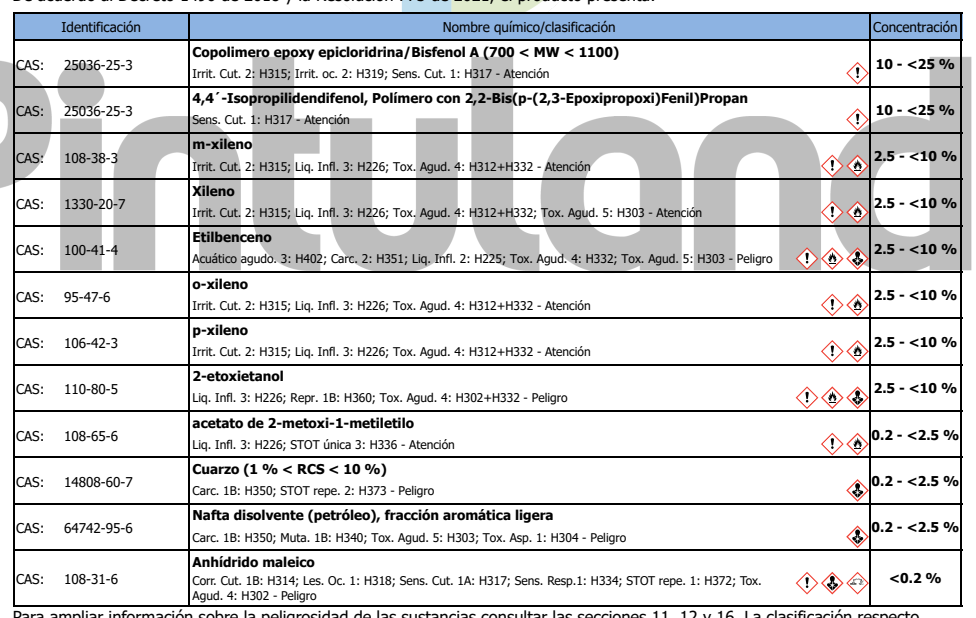 De acuerdo al Decreto 1496 de 2018 y la Resolución 773 de 2021, el producto presenta:
Identificación Nombre químico/clasificación Concentración
CAS: 25036-25-3 Copolimero epoxy epicloridrina/Bisfenol A (700 < MW < 1100) 10 - <25 %
Irrit. Cut. 2: H315; Irrit. oc. 2: H319; Sens. Cut. 1: H317 - Atención
CAS: 25036-25-3 4,4´-Isopropilidendifenol, Polímero con 2,2-Bis(p-(2,3-Epoxipropoxi)Fenil)Propan 10 - <25 %
Sens. Cut. 1: H317 - Atención
CAS: 108-38-3 m-xileno 2.5 - <10 %
Irrit. Cut. 2: H315; Liq. Infl. 3: H226; Tox. Agud. 4: H312+H332 - Atención
CAS: 1330-20-7 Xileno 2.5 - <10 %
Irrit. Cut. 2: H315; Liq. Infl. 3: H226; Tox. Agud. 4: H312+H332; Tox. Agud. 5: H303 - Atención
CAS: 100-41-4 Etilbenceno 2.5 - <10 %
Acuático agudo. 3: H402; Carc. 2: H351; Liq. Infl. 2: H225; Tox. Agud. 4: H332; Tox. Agud. 5: H303 - Peligro
CAS: 95-47-6 o-xileno 2.5 - <10 %
Irrit. Cut. 2: H315; Liq. Infl. 3: H226; Tox. Agud. 4: H312+H332 - Atención
CAS: 106-42-3 p-xileno 2.5 - <10 %
Irrit. Cut. 2: H315; Liq. Infl. 3: H226; Tox. Agud. 4: H312+H332 - Atención
CAS: 110-80-5 2-etoxietanol 2.5 - <10 %
Liq. Infl. 3: H226; Repr. 1B: H360; Tox. Agud. 4: H302+H332 - Peligro
CAS: 108-65-6 acetato de 2-metoxi-1-metiletilo 0.2 - <2.5 %
Liq. Infl. 3: H226; STOT única 3: H336 - Atención
CAS: 14808-60-7 Cuarzo (1 % < RCS < 10 %) 0.2 - <2.5 %
Carc. 1B: H350; STOT repe. 2: H373 - Peligro
CAS: 64742-95-6 Nafta disolvente (petróleo), fracción aromática ligera 0.2 - <2.5 %
Carc. 1B: H350; Muta. 1B: H340; Tox. Agud. 5: H303; Tox. Asp. 1: H304 - Peligro
CAS: 108-31-6 Anhídrido maleico <0.2 %
Corr. Cut. 1B: H314; Les. Oc. 1: H318; Sens. Cut. 1A: H317; Sens. Resp.1: H334; STOT repe. 1: H372; Tox.
Agud. 4: H302 - Peligro
Para ampliar información sobre la peligrosidad de las sustancias consultar las secciones 11, 12 y 16. La clasificación respecto
Pintuland